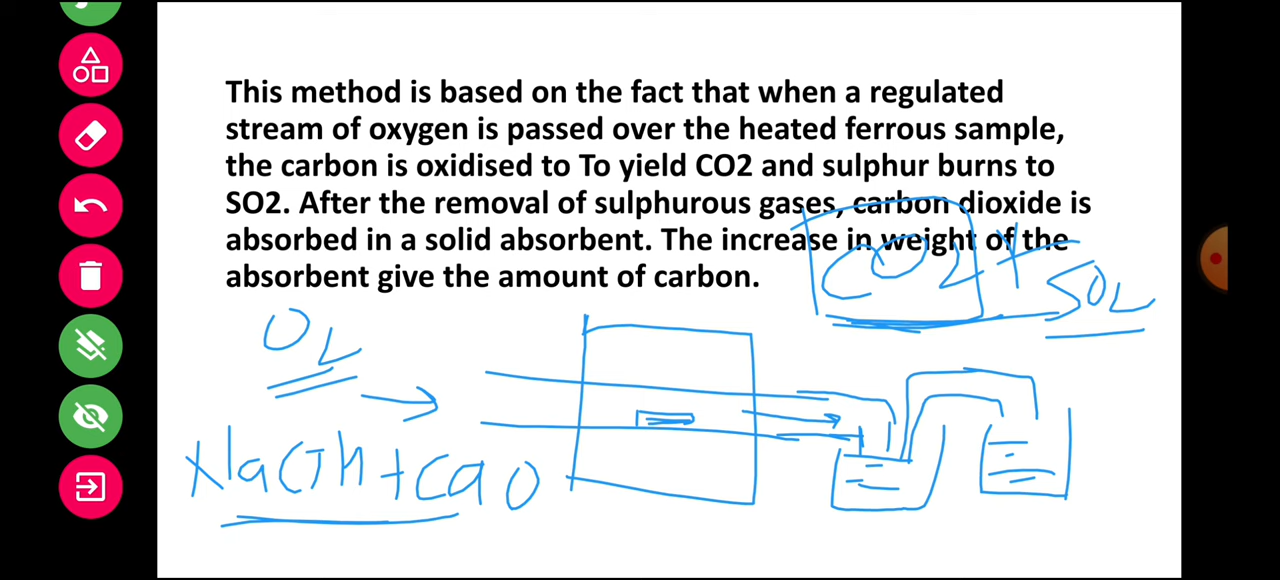 This method is based on the fact that when a regulated
stream of oxygen is passed over the heated ferrous sample,
the carbon is oxidised to To yield CO2 and sulphur burns to
SO2. After the removal of sulphurous gases, carbon dioxide is
absorbed in a solid absorbent. The increase in weight of the
absorbent give the amount of carbon.
CO2 + SO2
O2
NaOH + CaO